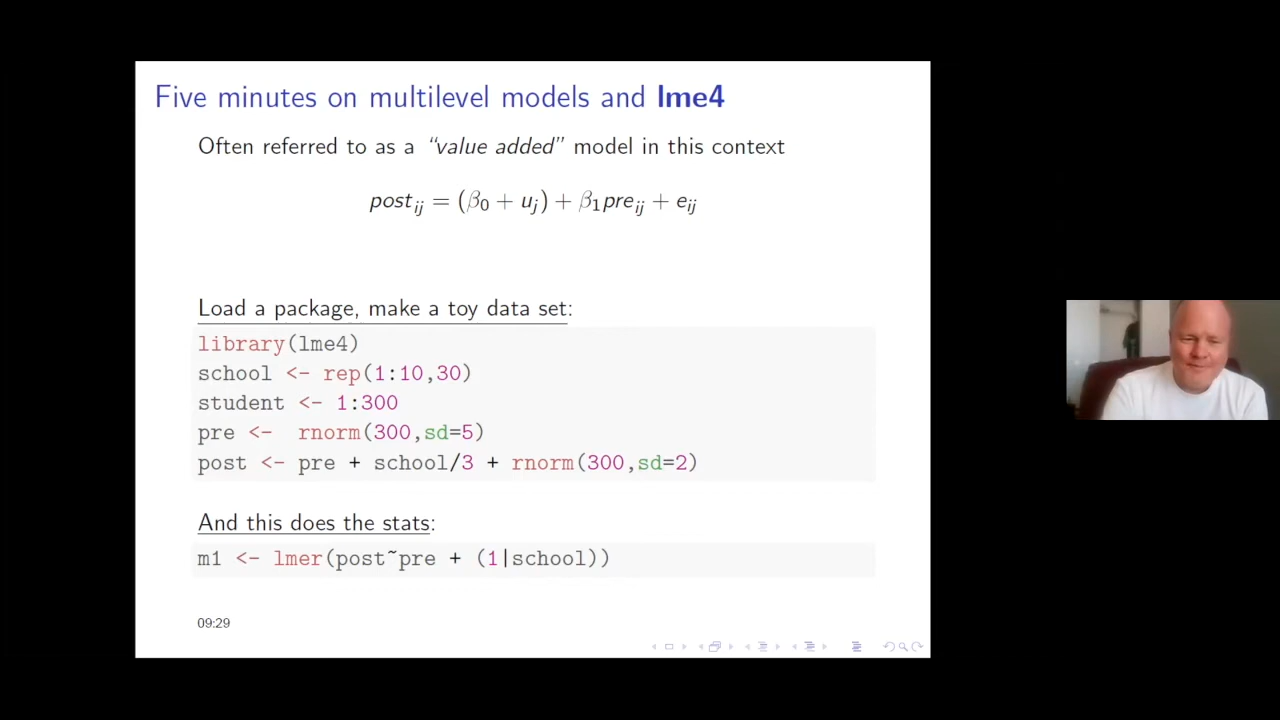 Five minutes on multilevel models and lme4
Often referred to as a “value added” model in this context
post_ij = (β_0 + u_j) + β_1pre_ij + e_ij
Load a package, make a toy data set:
library(lme4)
school <- rep(1:10,30)
student <- 1:300
pre <-  rnorm(300,sd=5)
post <- pre + school/3 + rnorm(300,sd=2)
And this does the stats:
m1 <- lmer(post~pre + (1|school))
09:29